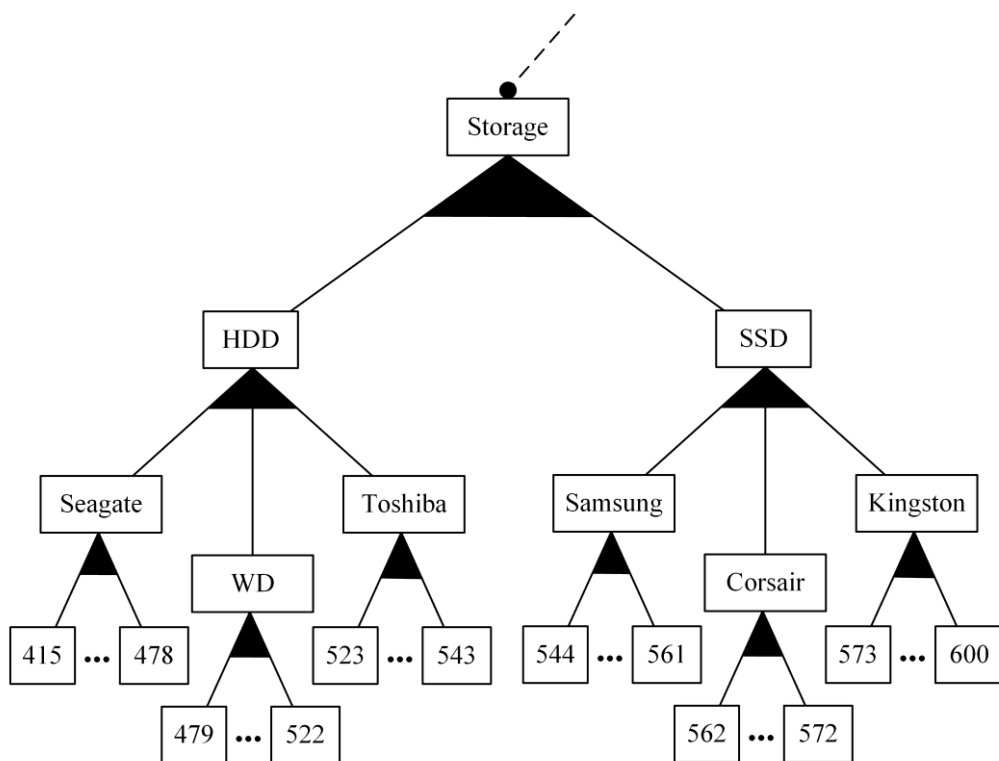 Storage
HDD
SSD
Seagate
Toshiba
Samsung
Kingston
WD
Corsair
415 ... 478
523 ... 543
544 ... 561
573 ... 600
479 ... 522
562 ... 572